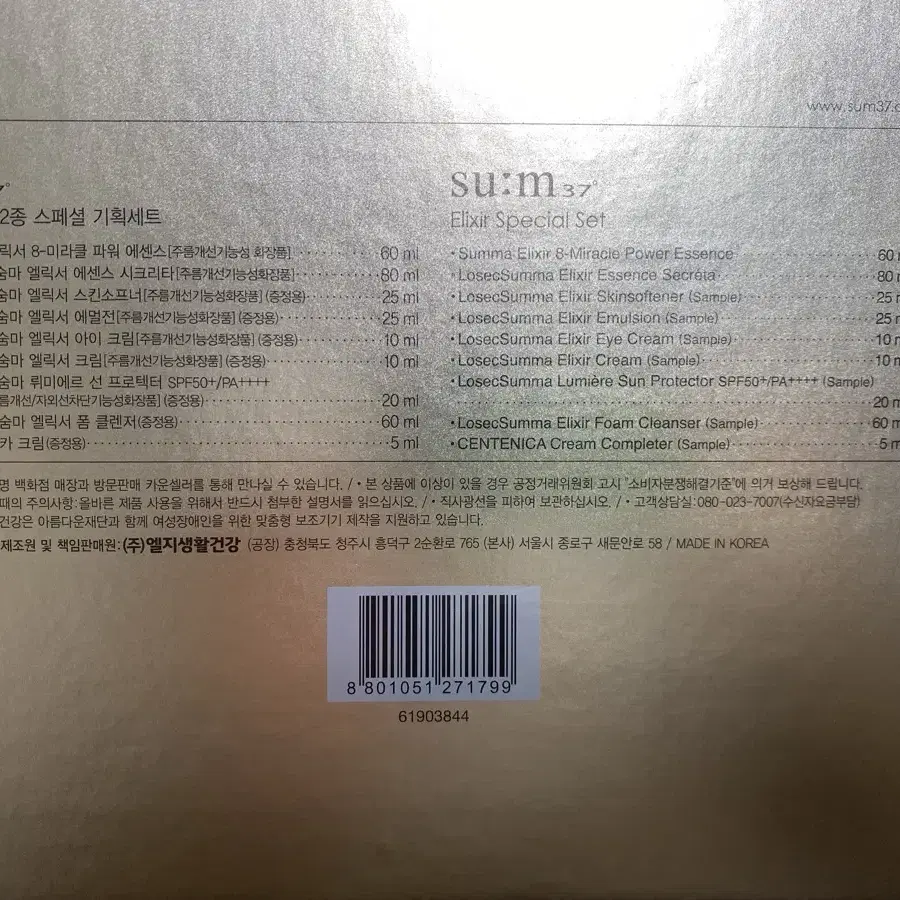 www.sum37.c
7°
2종 스페셜 기획세트
릭서 8-미라클 파워 에센스[주름개선기능성 화장품] 60 ml
숨마 엘릭서 에센스 시크리타[주름개선기능성화장품] 80 ml
숨마 엘릭서 스킨소프너[주름개선기능성화장품] (증정용) 25 ml
숨마 엘릭서 에멀전[주름개선기능성화장품] (증정용) 25 ml
숨마 엘릭서 아이 크림[주름개선기능성화장품] (증정용) 10 ml
숨마 엘릭서 크림[주름개선기능성화장품] (증정용) 10 ml
숨마 뤼미에르 선 프로텍터 SPF50+/PA++++
름개선/자외선차단기능성화장품] (증정용) 20 ml
숨마 엘릭서 폼 클렌저(증정용) 60 ml
카 크림(증정용) 5 ml
su:m37°
Elixir Special Set
•Summa Elixir 8-Miracle Power Essence 60 m
•LosecSumma Elixir Essence Secreta 80 m
•LosecSumma Elixir Skinsoftener (Sample) 25 m
•LosecSumma Elixir Emulsion (Sample) 25 m
•LosecSumma Elixir Eye Cream (Sample) 10 m
•LosecSumma Elixir Cream (Sample) 10 m
•LosecSumma Lumière Sun Protector SPF50+/PA++++ (Sample)
20 m
•LosecSumma Elixir Foam Cleanser (Sample) 60 m
•CENTENICA Cream Completer (Sample) 5 m
명 백화점 매장과 방문판매 카운셀러를 통해 만나실 수 있습니다. / • 본 상품에 이상이 있을 경우 공정거래위원회 고시 "소비자분쟁해결기준"에 의거 보상해 드립니다.
때의 주의사항:올바른 제품 사용을 위해서 반드시 첨부한 설명서를 읽으십시오. / • 직사광선을 피하여 보관하십시오. / • 고객상담실:080-023-7007(수신자요금부담)
건강은 아름다운재단과 함께 여성장애인을 위한 맞춤형 보조기기 제작을 지원하고 있습니다.
제조원 및 책임판매원:(주)엘지생활건강 (공장) 충청북도 청주시 흥덕구 2순환로 765 (본사) 서울시 종로구 새문안로 58 / MADE IN KOREA
8 801051 271799
61903844